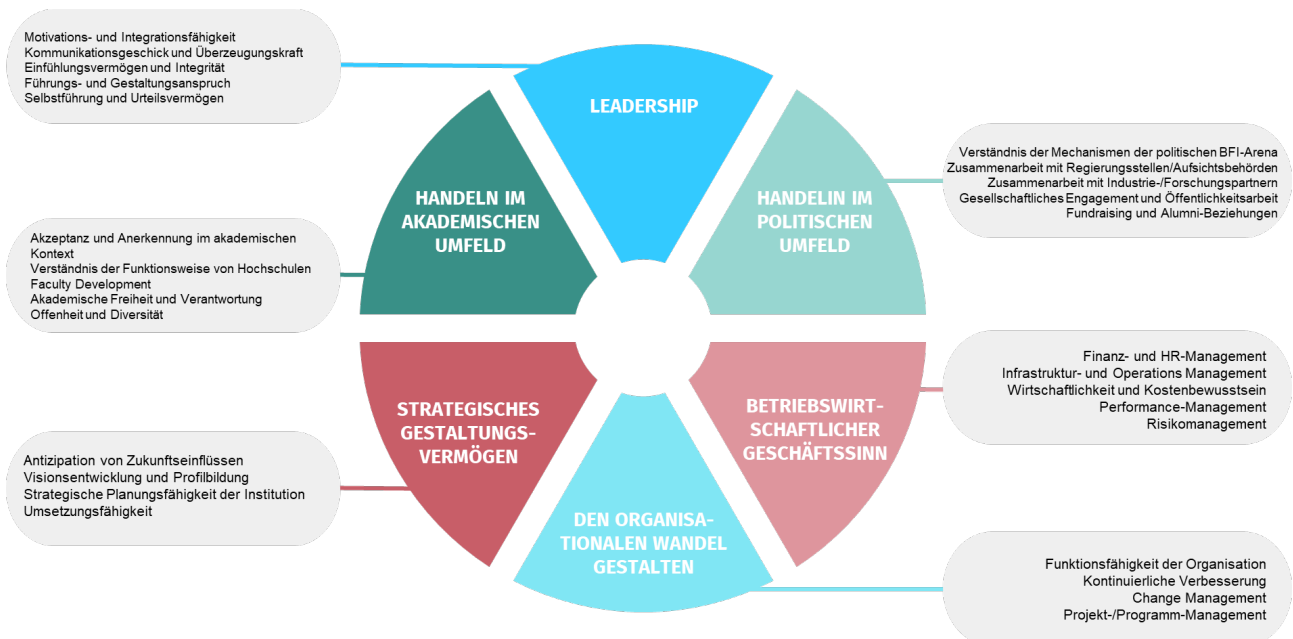 Motivations- und Integrationsfähigkeit
Kommunikationsgeschick und Überzeugungskraft
Einfühlungsvermögen und Integrität
Führungs- und Gestaltungsanspruch
Selbstführung und Urteilsvermögen
LEADERSHIP
HANDELN IM
AKADEMISCHEN
UMFELD
HANDELIN IM
POLITISCHEN
UMFELD
Verständnis der Mechanismen der politischen BFI-Arena
Zusammenarbeit mit Regierungsstellen/Aufsichtsbehörden
Zusammenarbeit mit Industrie-/Forschungspartnern
Gesellschaftliches Engagement und Öffentlichkeitsarbeit
Fundraising und Alumni-Beziehungen
Akzeptanz und Anerkennung im akademischen
Kontext
Verständnis der Funktionsweise von Hochschulen
Faculty Development
Akademische Freiheit und Verantwortung
Offenheit und Diversität
STRATEGISCHES
GESTALTUNGS-
VERMÖGEN
BETRIEBSWIRT-
SCHAFTLICHER
GESCHÄFTSSINN
Finanz- und HR-Management
Infrastruktur- und Operations Management
Wirtschaftlichkeit und Kostenbewusstsein
Performance-Management
Risikomanagement
Antizipation von Zukunftseinflüssen
Visionsentwicklung und Profilbildung
Strategische Planungsfähigkeit der Institution
Umsetzungsfähigkeit
DEN ORGANISA-
TIONALEN WANDEL
GESTALTEN
Funktionsfähigkeit der Organisation
Kontinuierliche Verbesserung
Change Management
Projekt-/Programm-Management